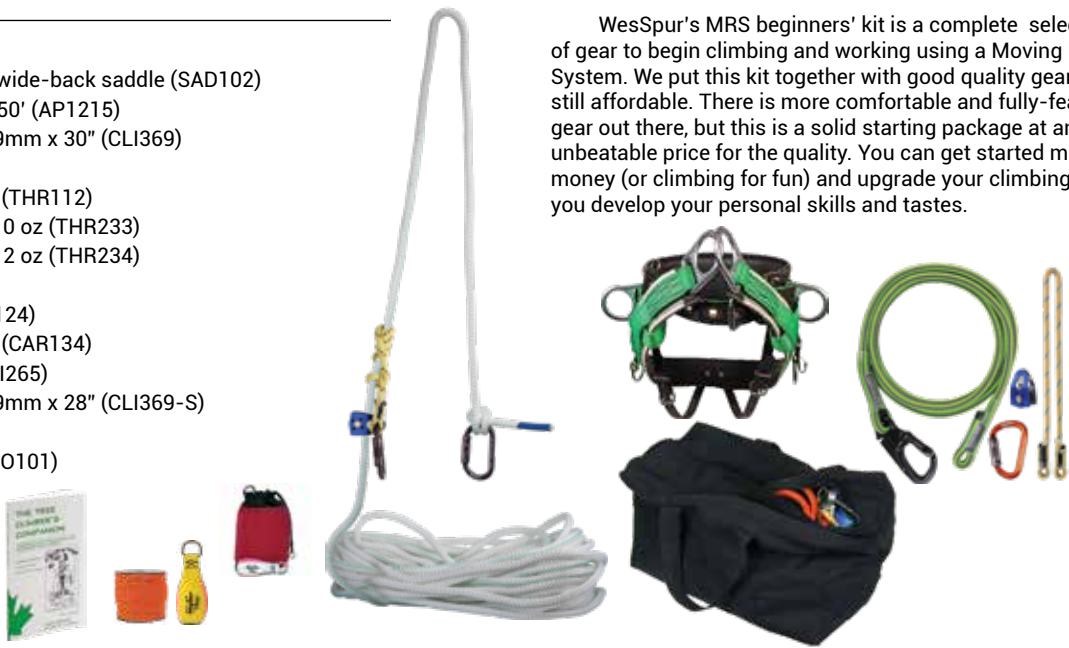 wide-back saddle (SAD102)
50' (AP1215)
9mm x 30" (CLI369)
(THR112)
0 oz (THR233)
2 oz (THR234)
124)
(CAR134)
I265)
9mm x 28" (CLI369-S)
O101)
WesSpur's MRS beginners' kit is a complete selec
of gear to begin climbing and working using a Moving
System. We put this kit together with good quality gear
still affordable. There is more comfortable and fully-fea
gear out there, but this is a solid starting package at an
unbeatable price for the quality. You can get started m
money (or climbing for fun) and upgrade your climbing
you develop your personal skills and tastes.
THE TREE
CLIMBER'S
COMPANION